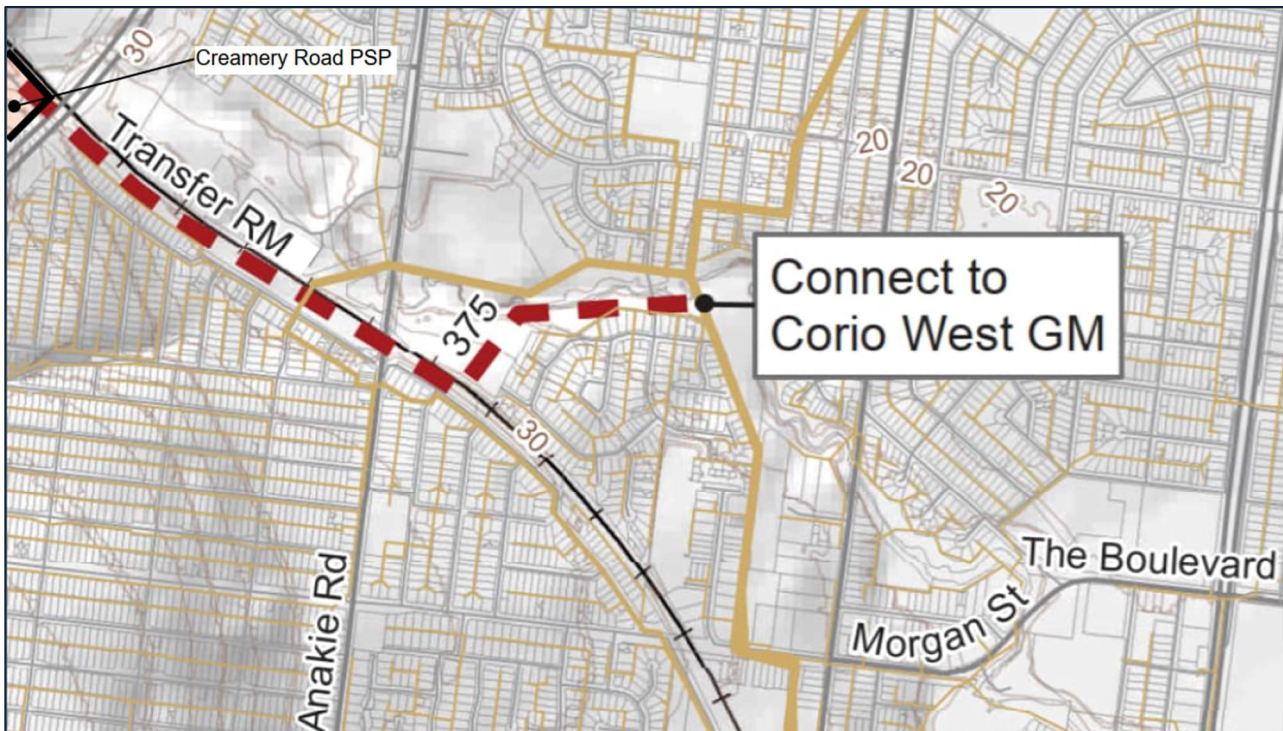 30
Creamery Road PSP
Transfer RM
20
20
20
375
Connect to
Corio West GM
30
Anakie Rd
The Boulevard
Morgan St